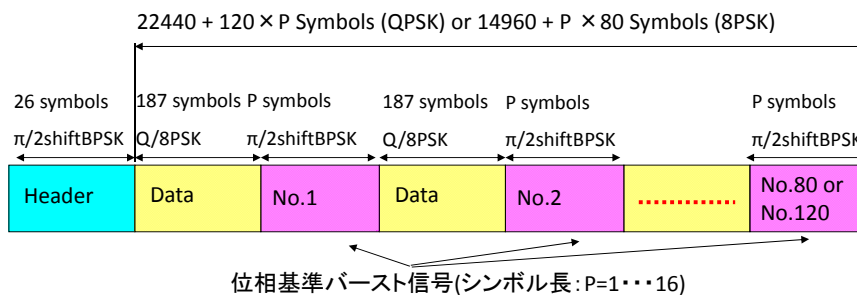 22440 + 120 × P Symbols (QPSK) or 14960 + P × 80 Symbols (8PSK)
26 symbols 187 symbols P symbols 187 symbols P symbols P symbols
π/2shiftBPSK Q/8PSK π/2shiftBPSK Q/8PSK π/2shiftBPSK π/2shiftBPSK
Header Data No.1 Data No.2 ......... No.80 or
No.120
位相基準バースト信号(シンボル長：P=1・・・16)